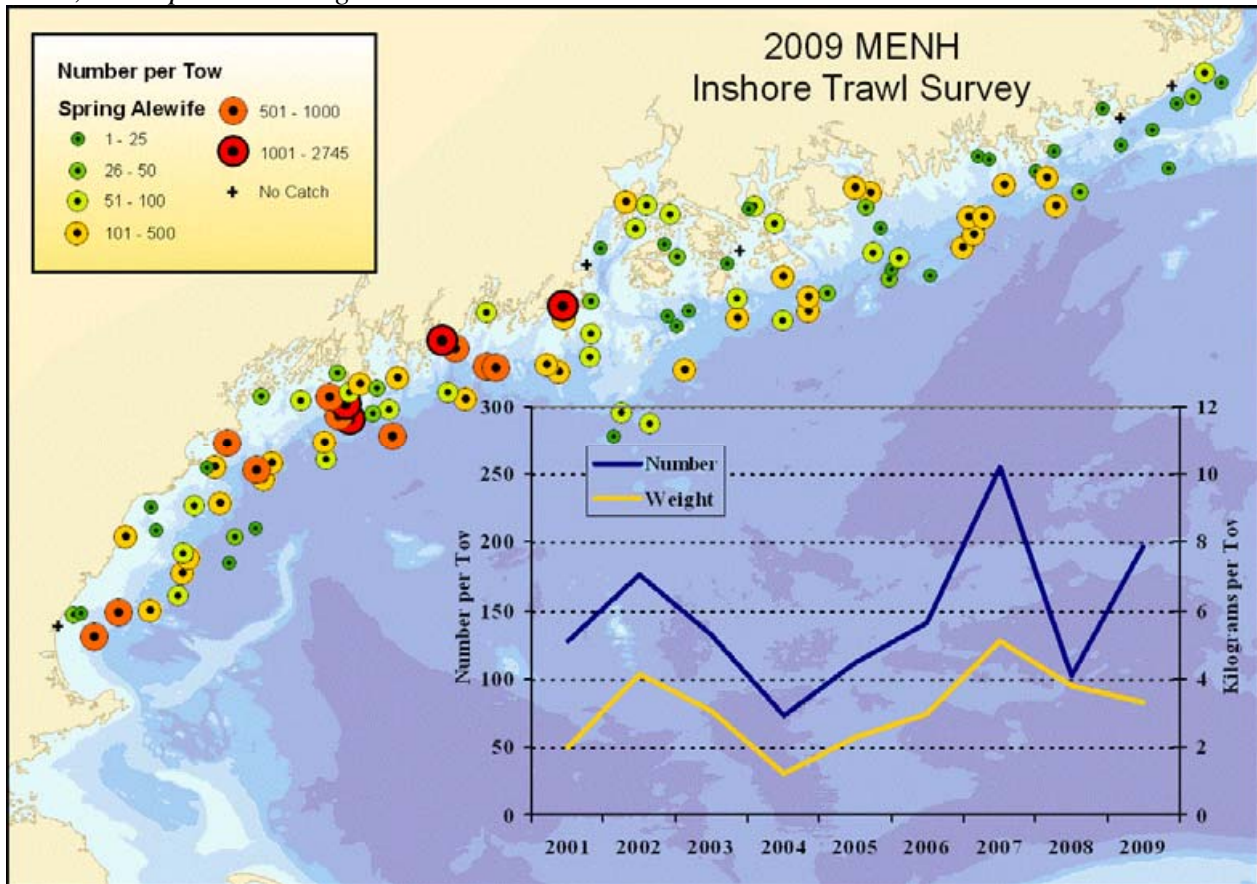 2009 MENH
Inshore Trawl Survey
Number per Tow
Spring Alewife
1 - 25
26 - 50
51 - 100
101 - 500
501 - 1000
1001 - 2745
No Catch
Number
Weight
Number per Tow
300
250
200
150
100
50
0
Kilograms per Tow
12
10
8
6
4
2
0
2001 2002 2003 2004 2005 2006 2007 2008 2009